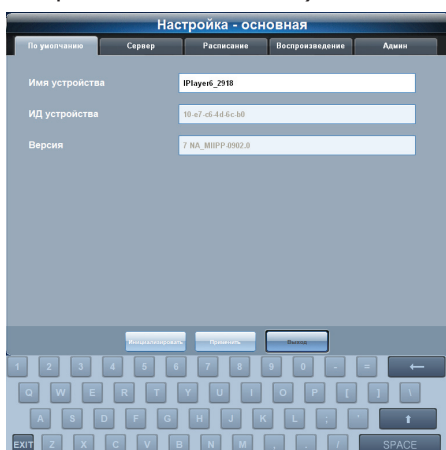 Настройка - основная
По умолчанию Сервер Расписание Воспроизведение Админ
Имя устройства IPlayer6_2918
ИД устройства 10-e7-c6-4d-6c-b0
Версия 7 NA_MIIPP-0902.0
Инициализировать Применить Выход
1 2 3 4 5 6 7 8 9 0 - = ←
Q W E R T Y U I O P [ ] \
A S D F G H J K L ; ' ↑
EXIT Z X C V B N M , . / SPACE